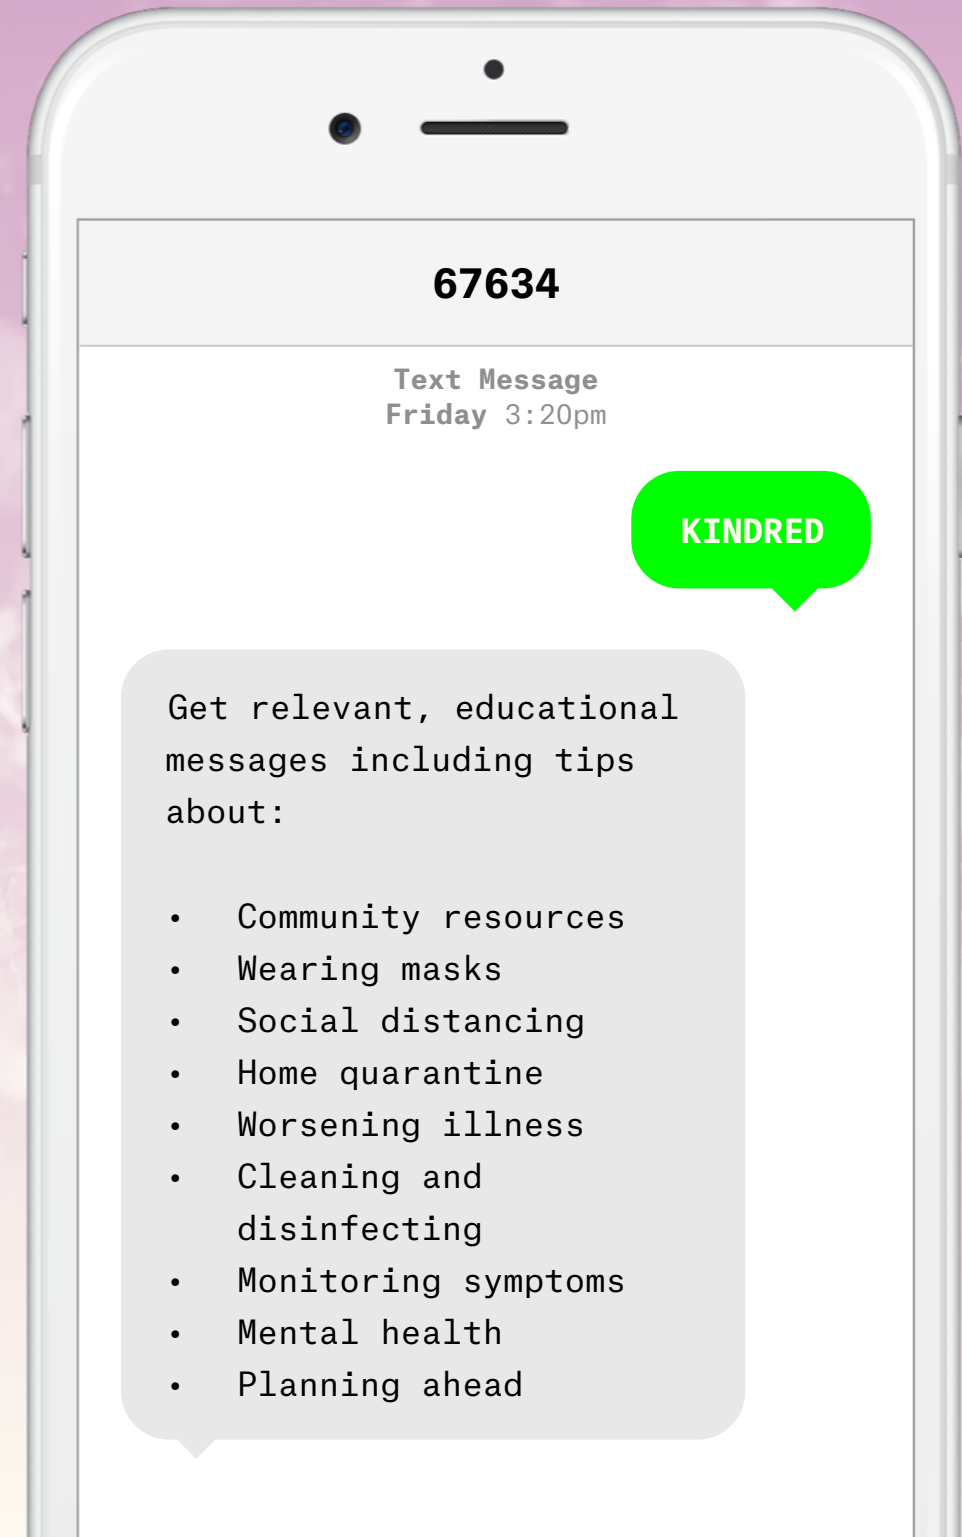 67634
Text Message
Friday 3:20pm
KINDRED
Get relevant, educational
messages including tips
about:
• Community resources
• Wearing masks
• Social distancing
• Home quarantine
• Worsening illness
• Cleaning and
disinfecting
• Monitoring symptoms
• Mental health
• Planning ahead